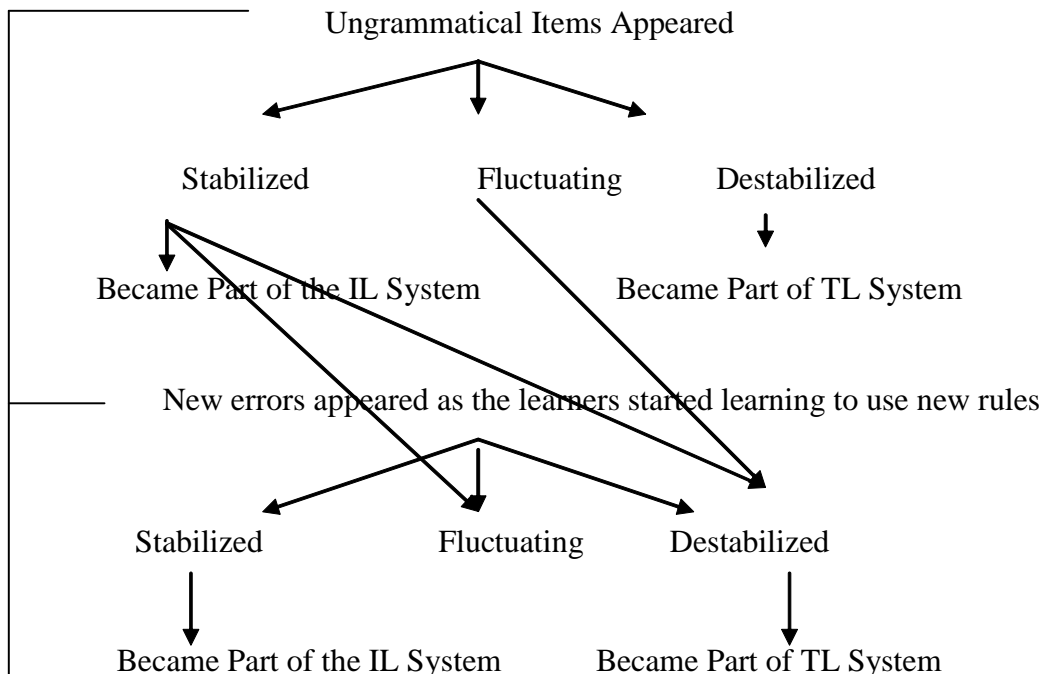 Ungrammatical Items Appeared
Stabilized Fluctuating Destabilized
Became Part of the IL System Became Part of TL System
New errors appeared as the learners started learning to use new rules
Stabilized Fluctuating Destabilized
Became Part of the IL System Became Part of TL System